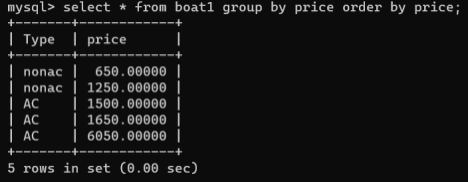 mysql> select * from boat1 group by price order by price;
+-------+------------+
| Type  | price      |
+-------+------------+
| nonac |  650.00000 |
| nonac | 1250.00000 |
| AC    | 1500.00000 |
| AC    | 1650.00000 |
| AC    | 6050.00000 |
+-------+------------+
5 rows in set (0.00 sec)